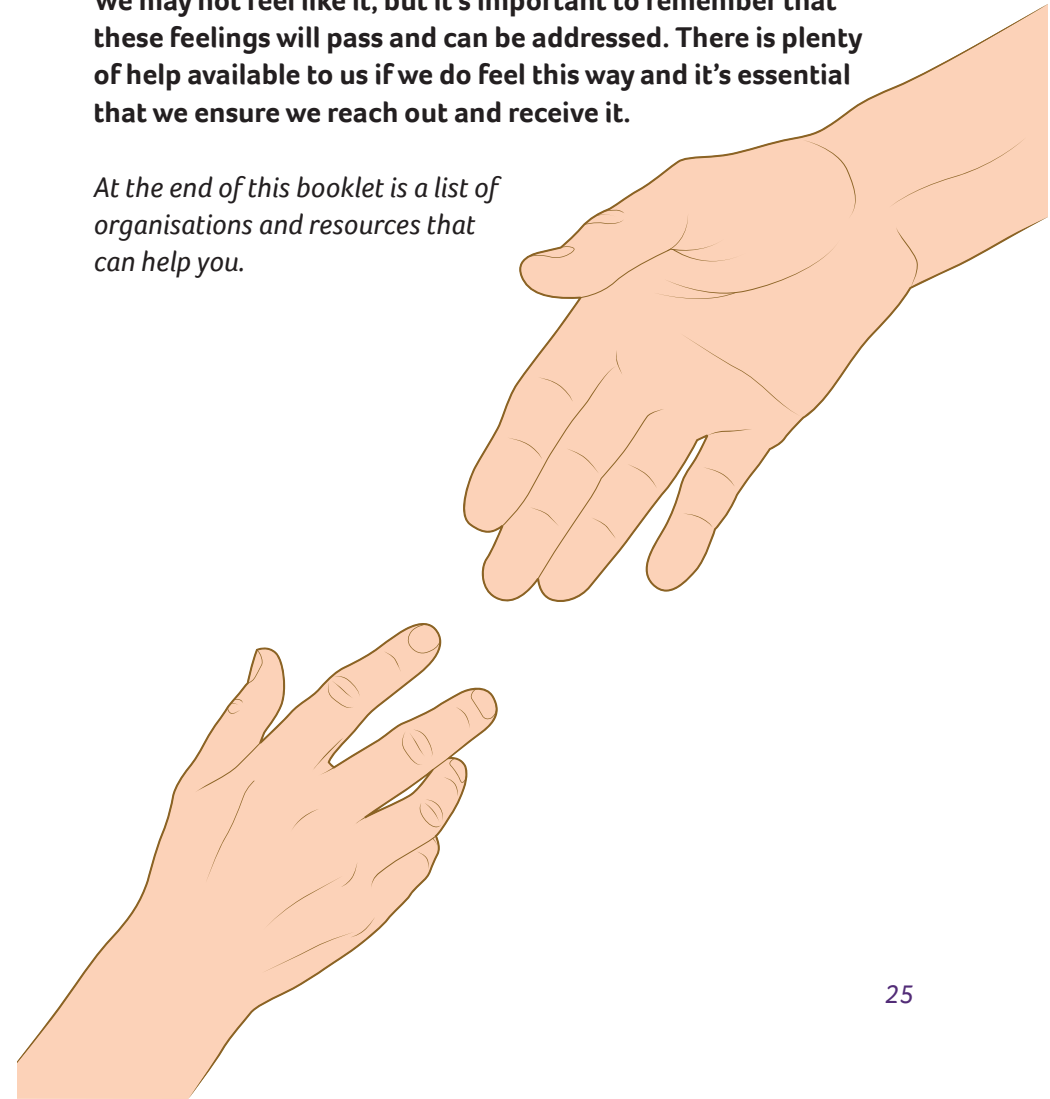 We may not feel like it, but it's important to remember that
these feelings will pass and can be addressed. There is plenty
of help available to us if we do feel this way and it's essential
that we ensure we reach out and receive it.
At the end of this booklet is a list of
organisations and resources that
can help you.
25